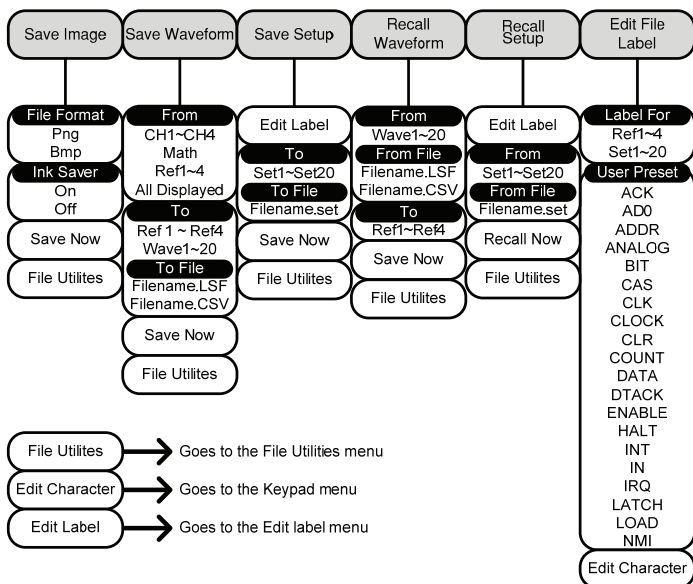 Save Image
File Format
Png
Bmp
Ink Saver
On
Off
Save Now
File Utilites
Save Waveform
From
CH1~CH4
Math
Ref1~4
All Displayed
To
Ref 1 ~ Ref4
Wave1~20
To File
Filename.LSF
Filename.CSV
Save Now
File Utilites
Save Setup
Edit Label
To
Set1~Set20
To File
Filename.set
Save Now
File Utilites
Recall
Waveform
From
Wave1~20
From File
Filename.LSF
Filename.CSV
To
Ref1~Ref4
Save Now
File Utilites
Recall
Setup
Edit Label
From
Set1~Set20
From File
Filename.set
Recall Now
File Utilites
Edit File
Label
Label For
Ref1~4
Set1~20
User Preset
ACK
AD0
ADDR
ANALOG
BIT
CAS
CLK
CLOCK
CLR
COUNT
DATA
DTACK
ENABLE
HALT
INT
IN
IRQ
LATCH
LOAD
NMI
Edit Character
File Utilites Goes to the File Utilities menu
Edit Character Goes to the Keypad menu
Edit Label Goes to the Edit label menu